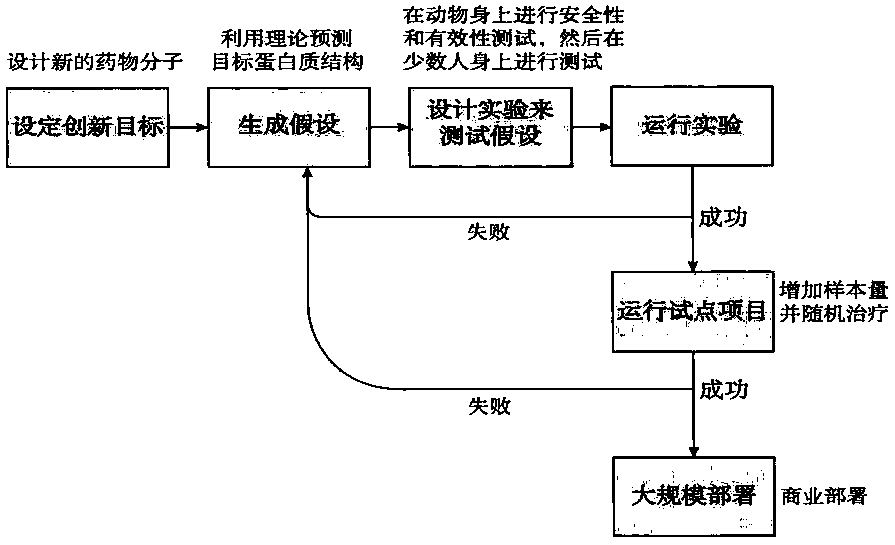 设计新的药物分子
利用理论预测
目标蛋白质结构
在动物身上进行安全性
和有效性测试，然后在
少数人身上进行测试
设定创新目标
生成假设
设计实验来
测试假设
运行实验
失败
成功
运行试点项目
增加样本量
并随机治疗
失败
成功
大规模部署
商业部署